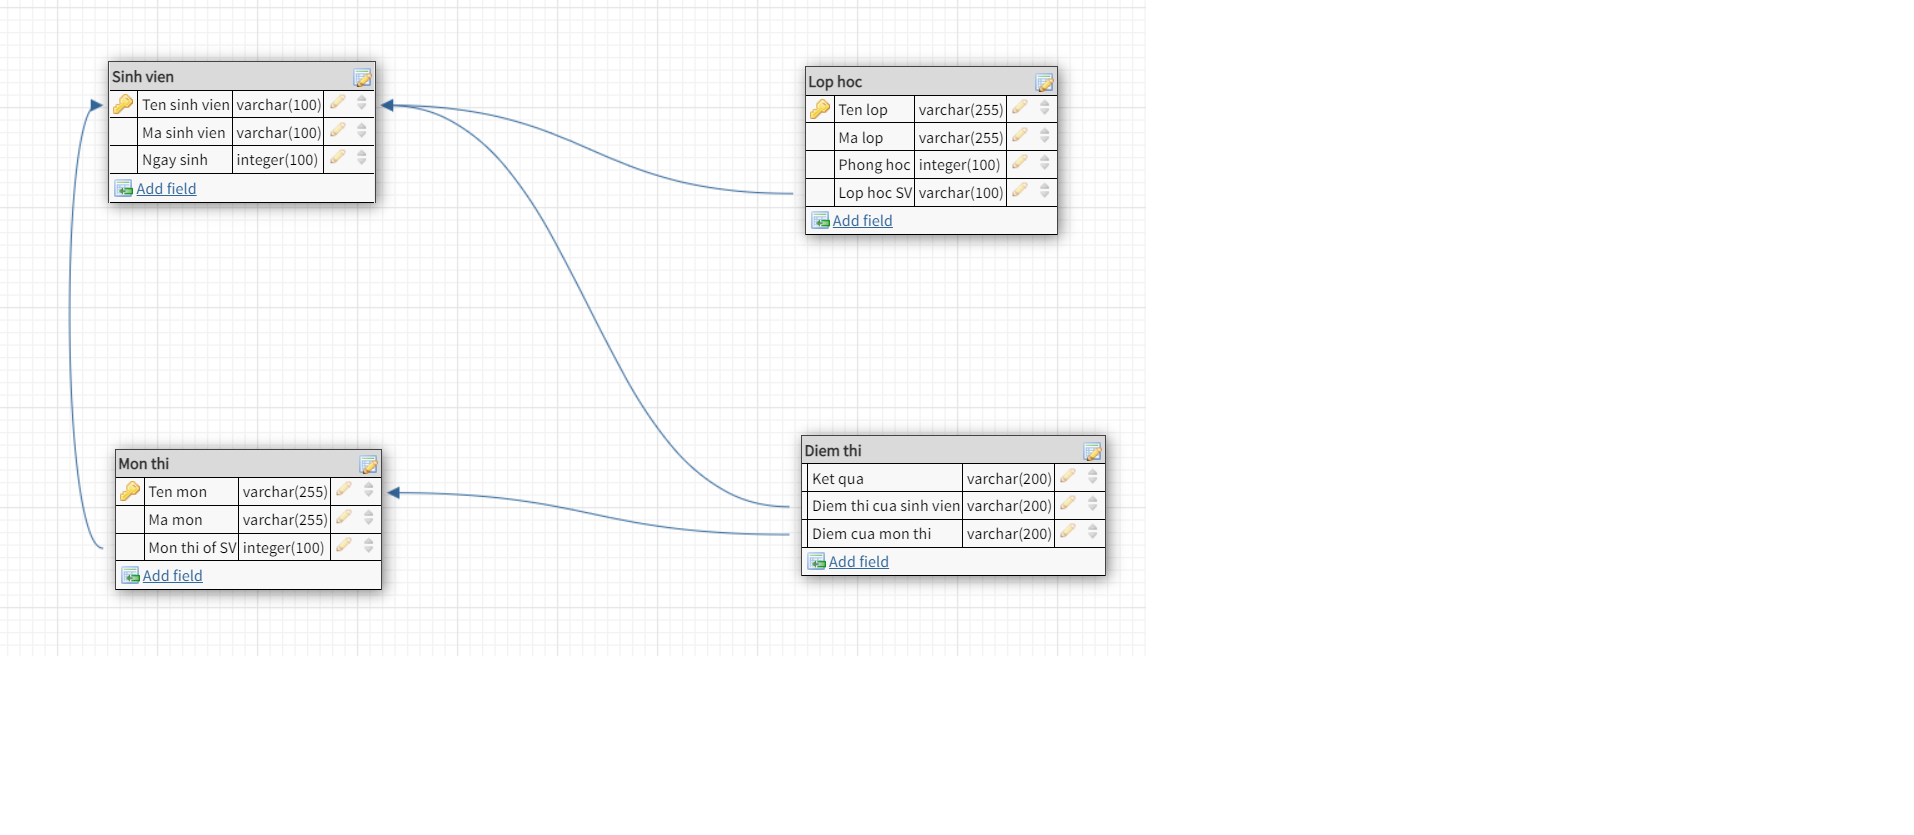 Sinh vien
Ten sinh vien varchar(100)
Ma sinh vien varchar(100)
Ngay sinh integer(100)
Add field
Lop hoc
Ten lop varchar(255)
Ma lop varchar(255)
Phong hoc integer(100)
Lop hoc SV varchar(100)
Add field
Mon thi
Ten mon varchar(255)
Ma mon varchar(255)
Mon thi of SV integer(100)
Add field
Diem thi
Ket qua varchar(200)
Diem thi cua sinh vien varchar(200)
Diem cua mon thi varchar(200)
Add field